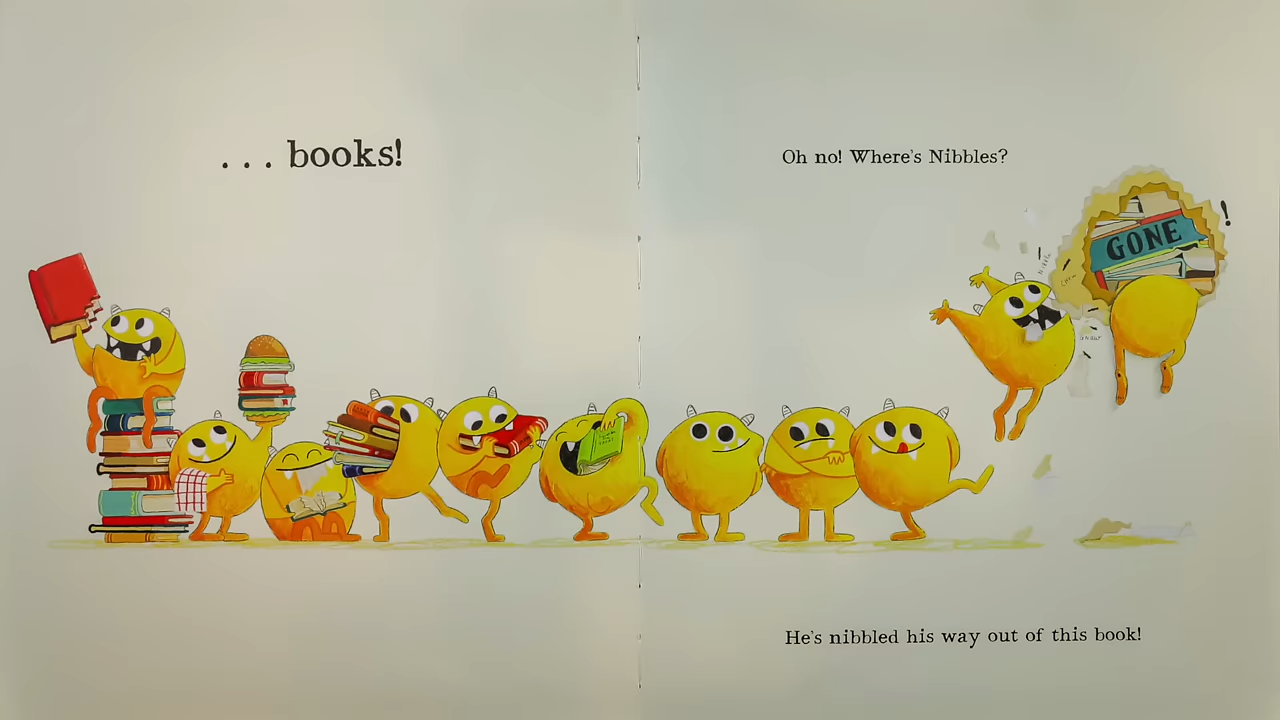 . . . books!
Oh no! Where's Nibbles?
GONE
!
He's nibbled his way out of this book!